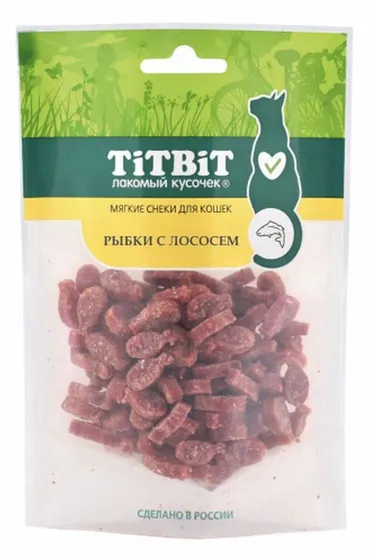 TiTBiT
лакомый кусочек®
МЯГКИЕ СНЕКИ ДЛЯ КОШЕК
РЫБКИ С ЛОСОСЕМ
СДЕЛАНО В РОССИИ